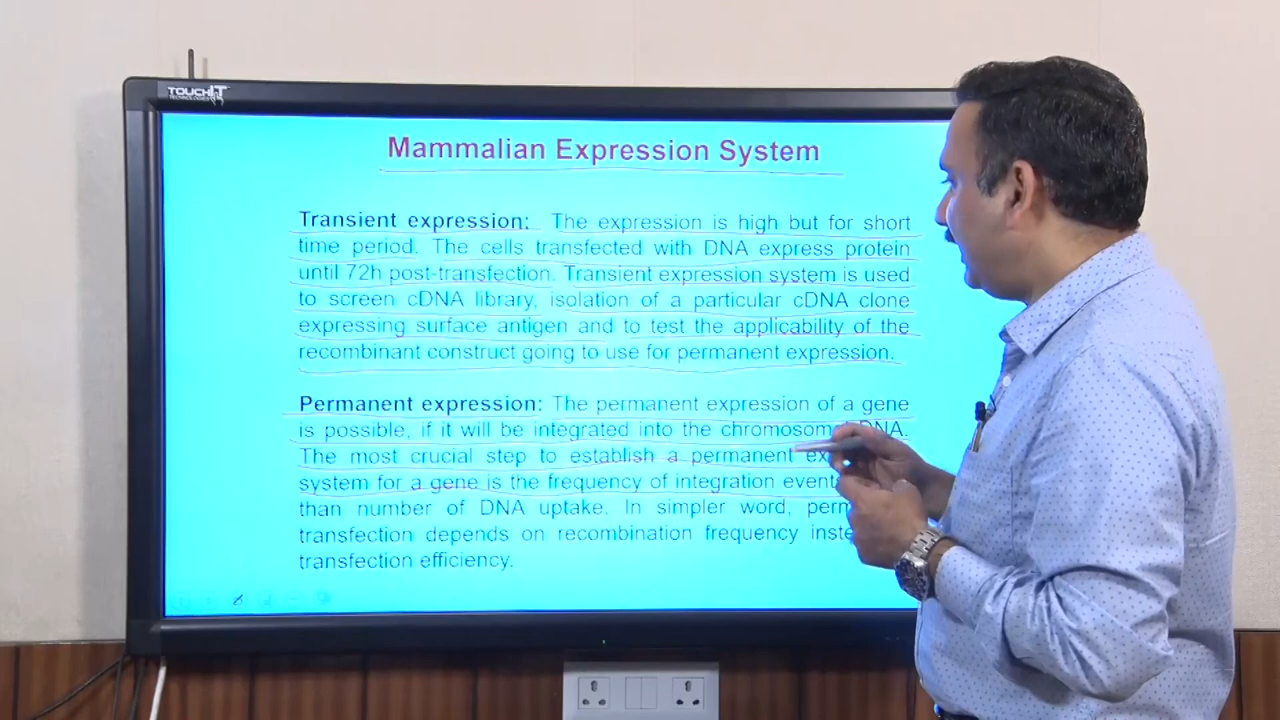 TOUCHIT
TECHNOLOGIES
Mammalian Expression System
Transient expression: The expression is high but for short
time period. The cells transfected with DNA express protein
until 72h post-transfection. Transient expression system is used
to screen cDNA library, isolation of a particular cDNA clone
expressing surface antigen and to test the applicability of the
recombinant construct going to use for permanent expression.
Permanent expression: The permanent expression of a gene
is possible, if it will be integrated into the chromosoma DNA.
The most crucial step to establish a permanent
system for a gene is the frequency of integration
than number of DNA uptake. In simpler word,
transfection depends on recombination frequency
transfection efficiency.